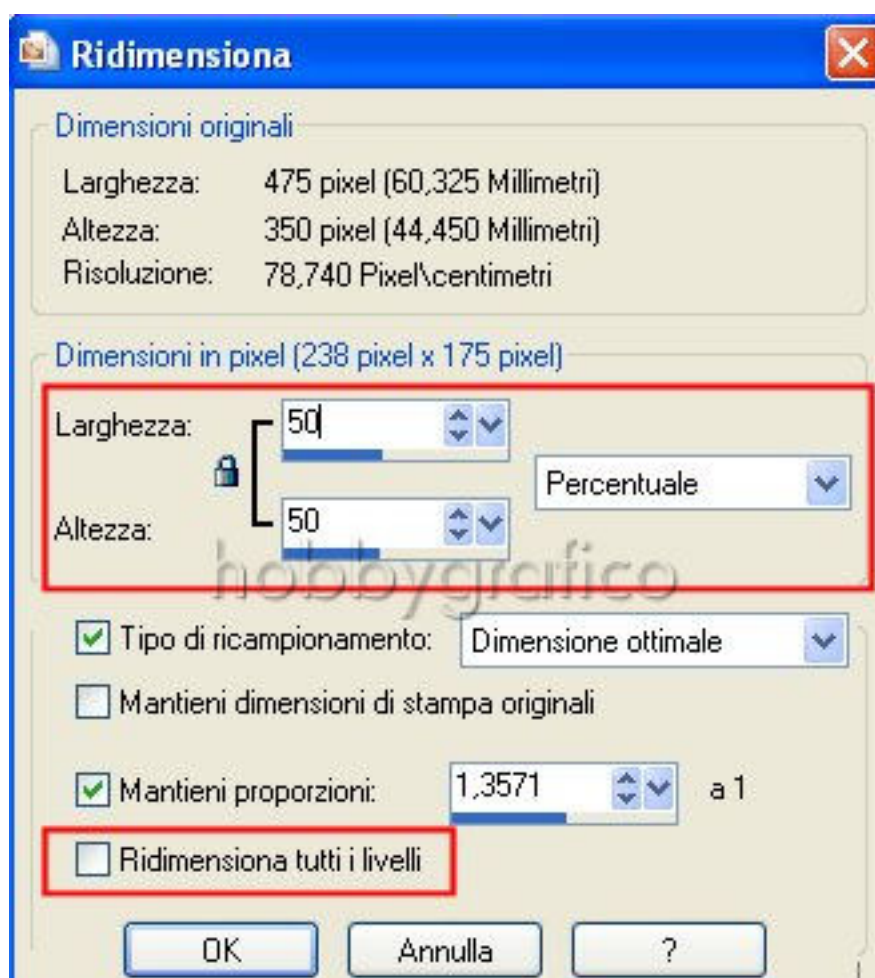 Ridimensiona
Dimensioni originali
Larghezza: 475 pixel (60,325 Millimetri)
Altezza: 350 pixel (44,450 Millimetri)
Risoluzione: 78,740 Pixel\centimetri
Dimensioni in pixel (238 pixel x 175 pixel)
Larghezza: 50
Percentuale
Altezza: 50
hobbygrafico
Tipo di ricampionamento: Dimensione ottimale
Mantieni dimensioni di stampa originali
Mantieni proporzioni: 1,3571 a 1
Ridimensiona tutti i livelli
OK Annulla ?